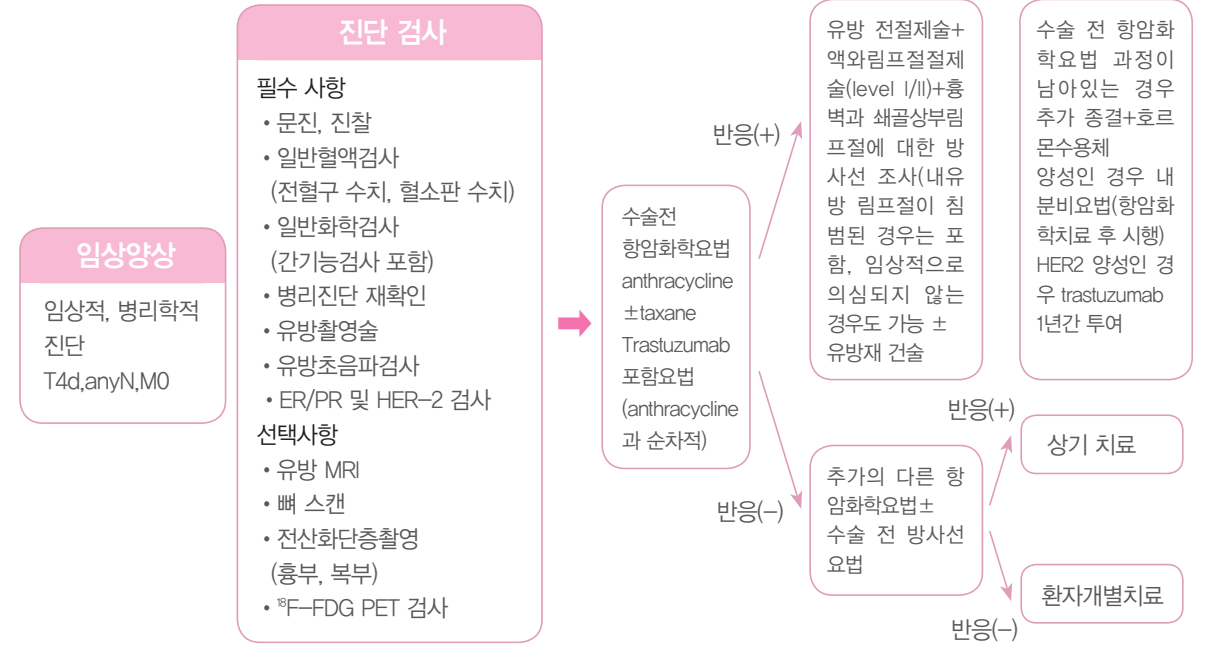 임상양상
임상적, 병리학적
진단
T4d,anyN,M0
진단 검사
필수 사항
• 문진, 진찰
• 일반혈액검사
(전혈구 수치, 혈소판 수치)
• 일반화학검사
(간기능검사 포함)
• 병리진단 재확인
• 유방촬영술
• 유방초음파검사
• ER/PR 및 HER-2 검사
선택사항
• 유방 MRI
• 뼈 스캔
• 전산화단층촬영
(흉부, 복부)
• ¹⁸F-FDG PET 검사
수술전
항암화학요법
anthracycline
±taxane
Trastuzumab
포함요법
(anthracycline
과 순차적)
반응(+)
유방 전절제술+
액와림프절절제
술(level I/II)+흉
벽과 쇄골상부림
프절에 대한 방
사선 조사(내유
방 림프절이 침
범된 경우는 포
함, 임상적으로
의심되지 않는
경우도 가능 ±
유방재 건술
수술 전 항암화
학요법 과정이
남아있는 경우
추가 종결+호르
몬수용체
양성인 경우 내
분비요법(항암화
학치료 후 시행)
HER2 양성인 경
우 trastuzumab
1년간 투여
반응(-)
추가의 다른 항
암화학요법±
수술 전 방사선
요법
반응(+)
상기 치료
반응(-)
환자개별치료